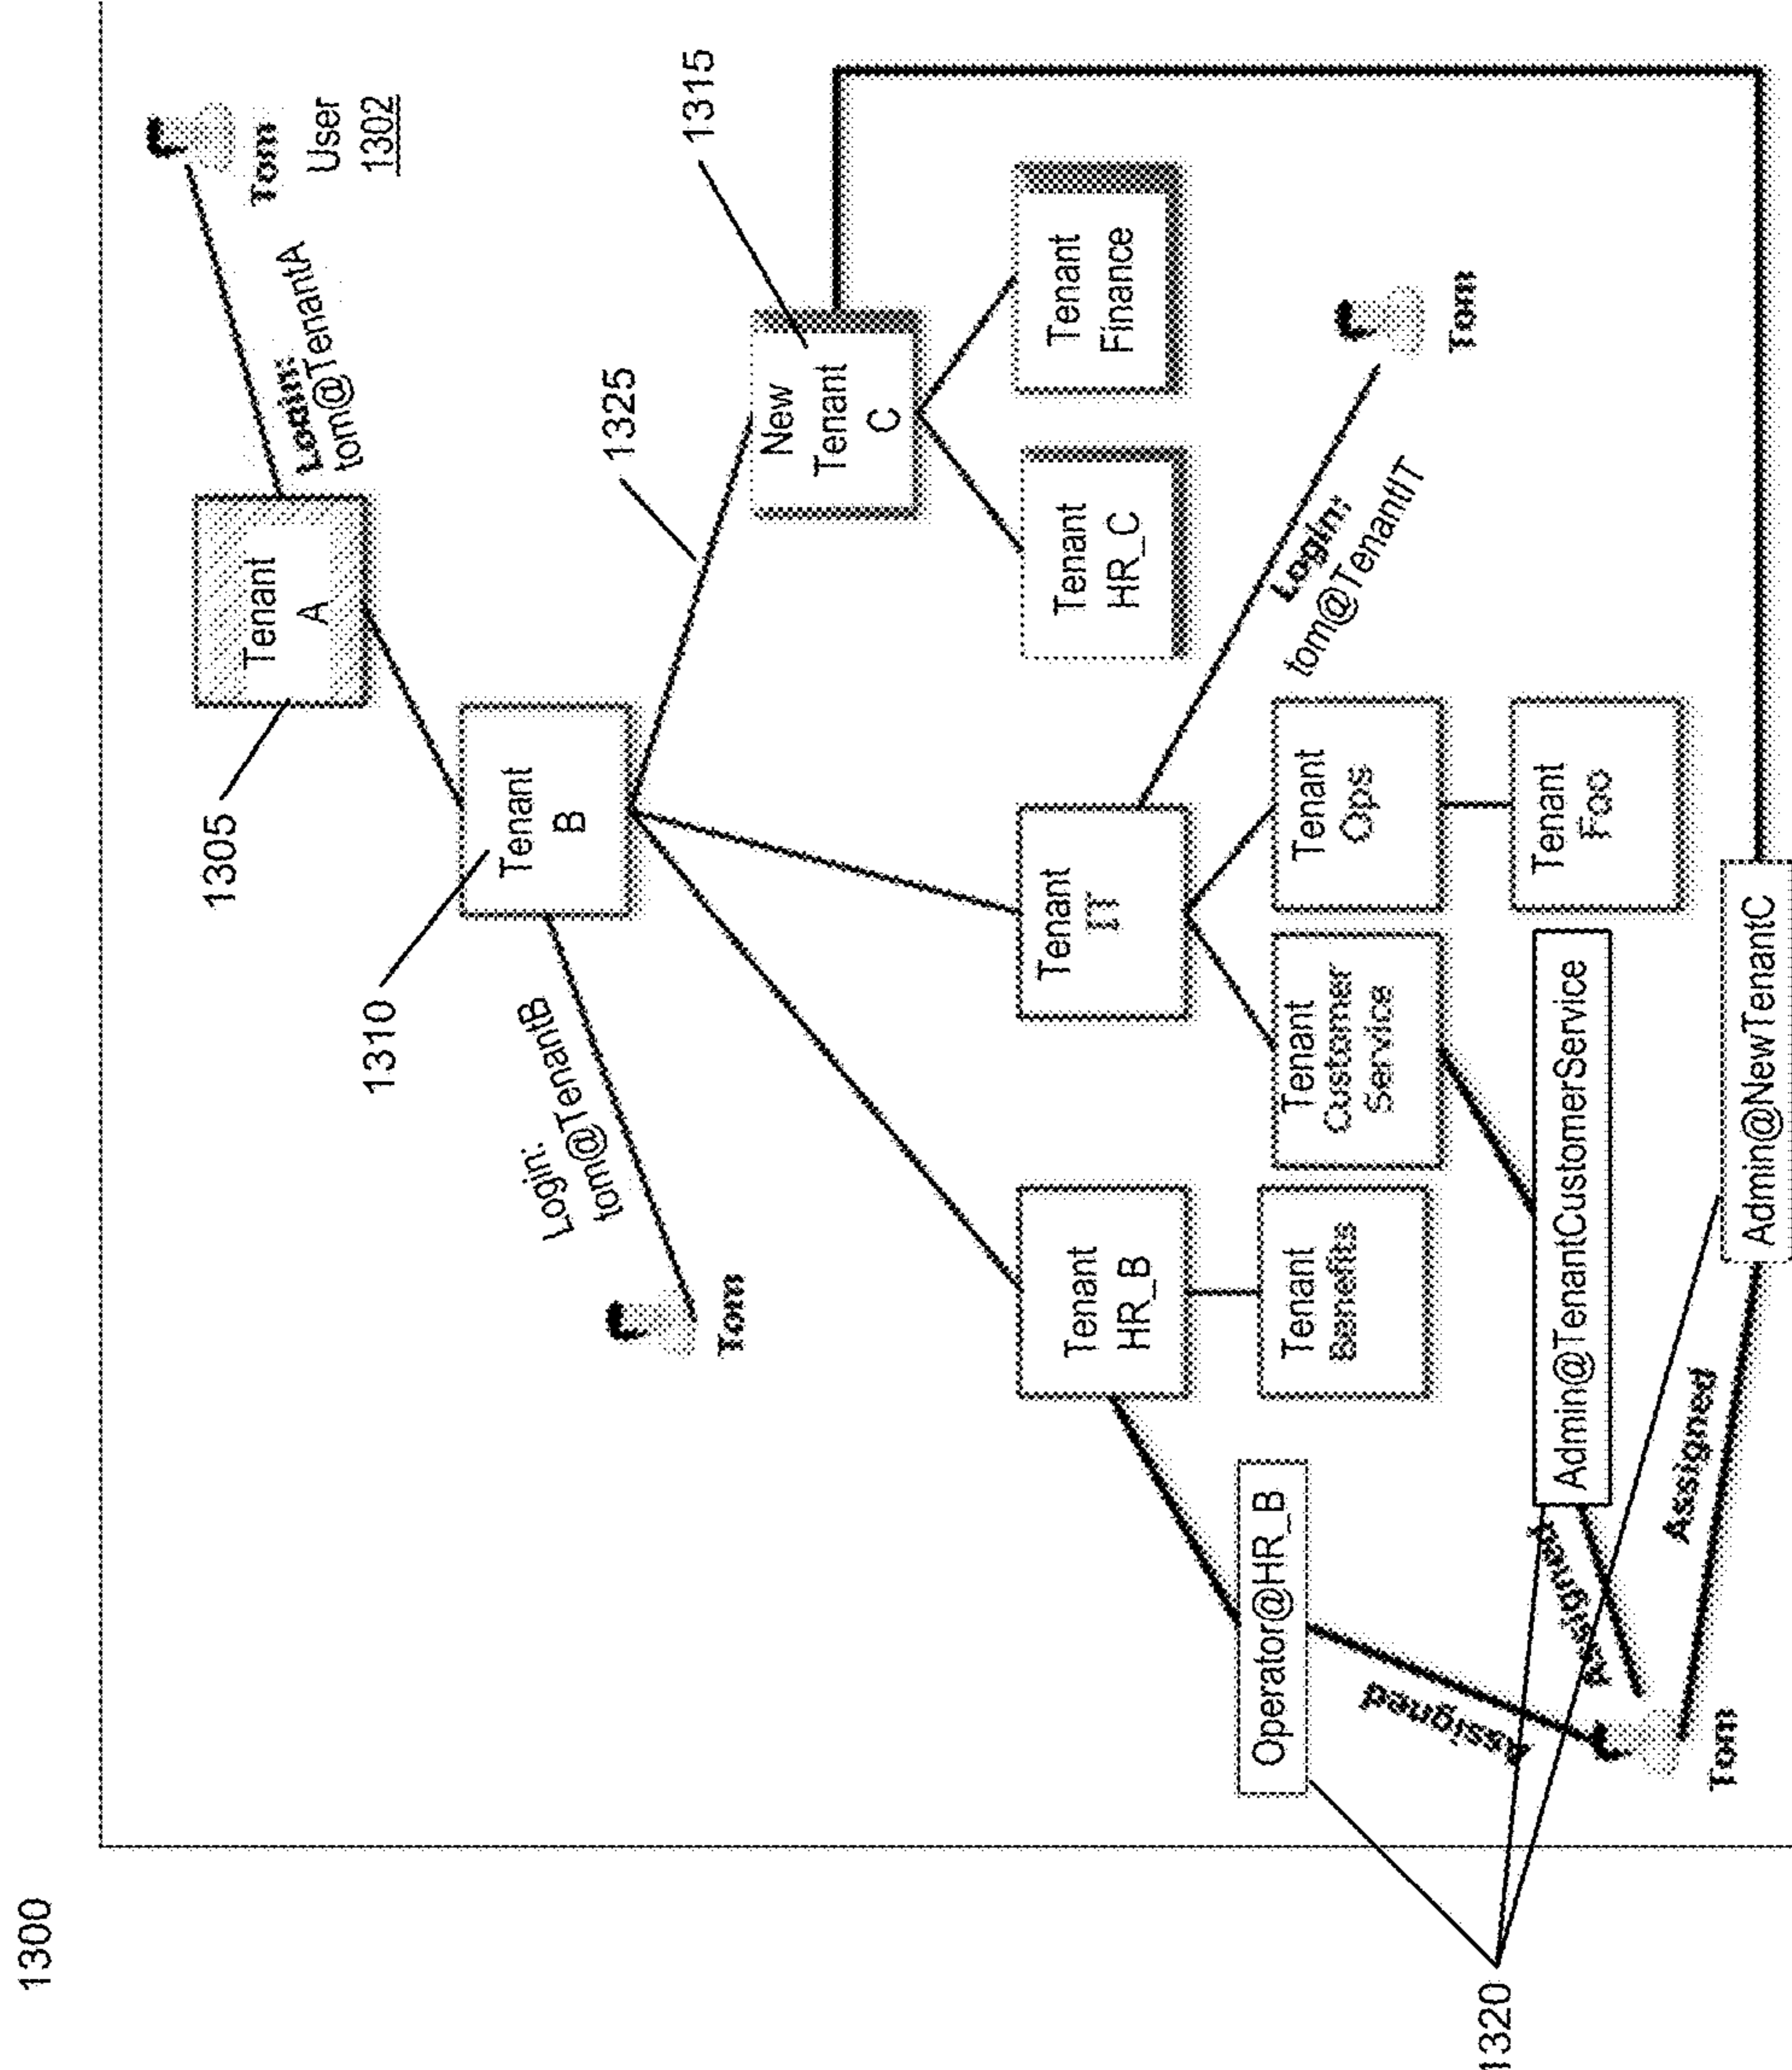 1300
Tom
User
1302
Login:
tom@TenantA
Tenant
A
1305
Tenant
B
1310
Login:
tom@TenantB
Tom
1325
1315
New
Tenant
C
Tenant
HR_B
Tenant
IT
Tenant
HR_C
Tenant
Finance
Tenant
Benefits
Tenant
Customer
Service
Tenant
Ops
Tenant
Foo
Login:
tom@TenantIT
Tom
Operator@HR_B
Admin@TenantCustomerService
Admin@NewTenantC
Assigned
Assigned
Assigned
Tom
1320